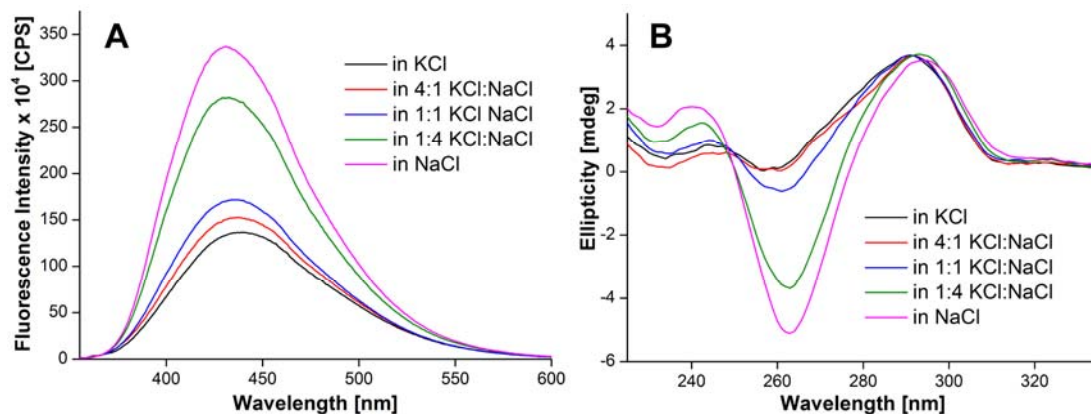 A
Fluorescence Intensity x 10⁴ [CPS]
350
300
250
200
150
100
50
0
in KCl
in 4:1 KCl:NaCl
in 1:1 KCl NaCl
in 1:4 KCl:NaCl
in NaCl
400 450 500 550 600
Wavelength [nm]
B
Ellipticity [mdeg]
4
2
0
-2
-4
-6
in KCl
in 4:1 KCl:NaCl
in 1:1 KCl:NaCl
in 1:4 KCl:NaCl
in NaCl
240 260 280 300 320
Wavelength [nm]